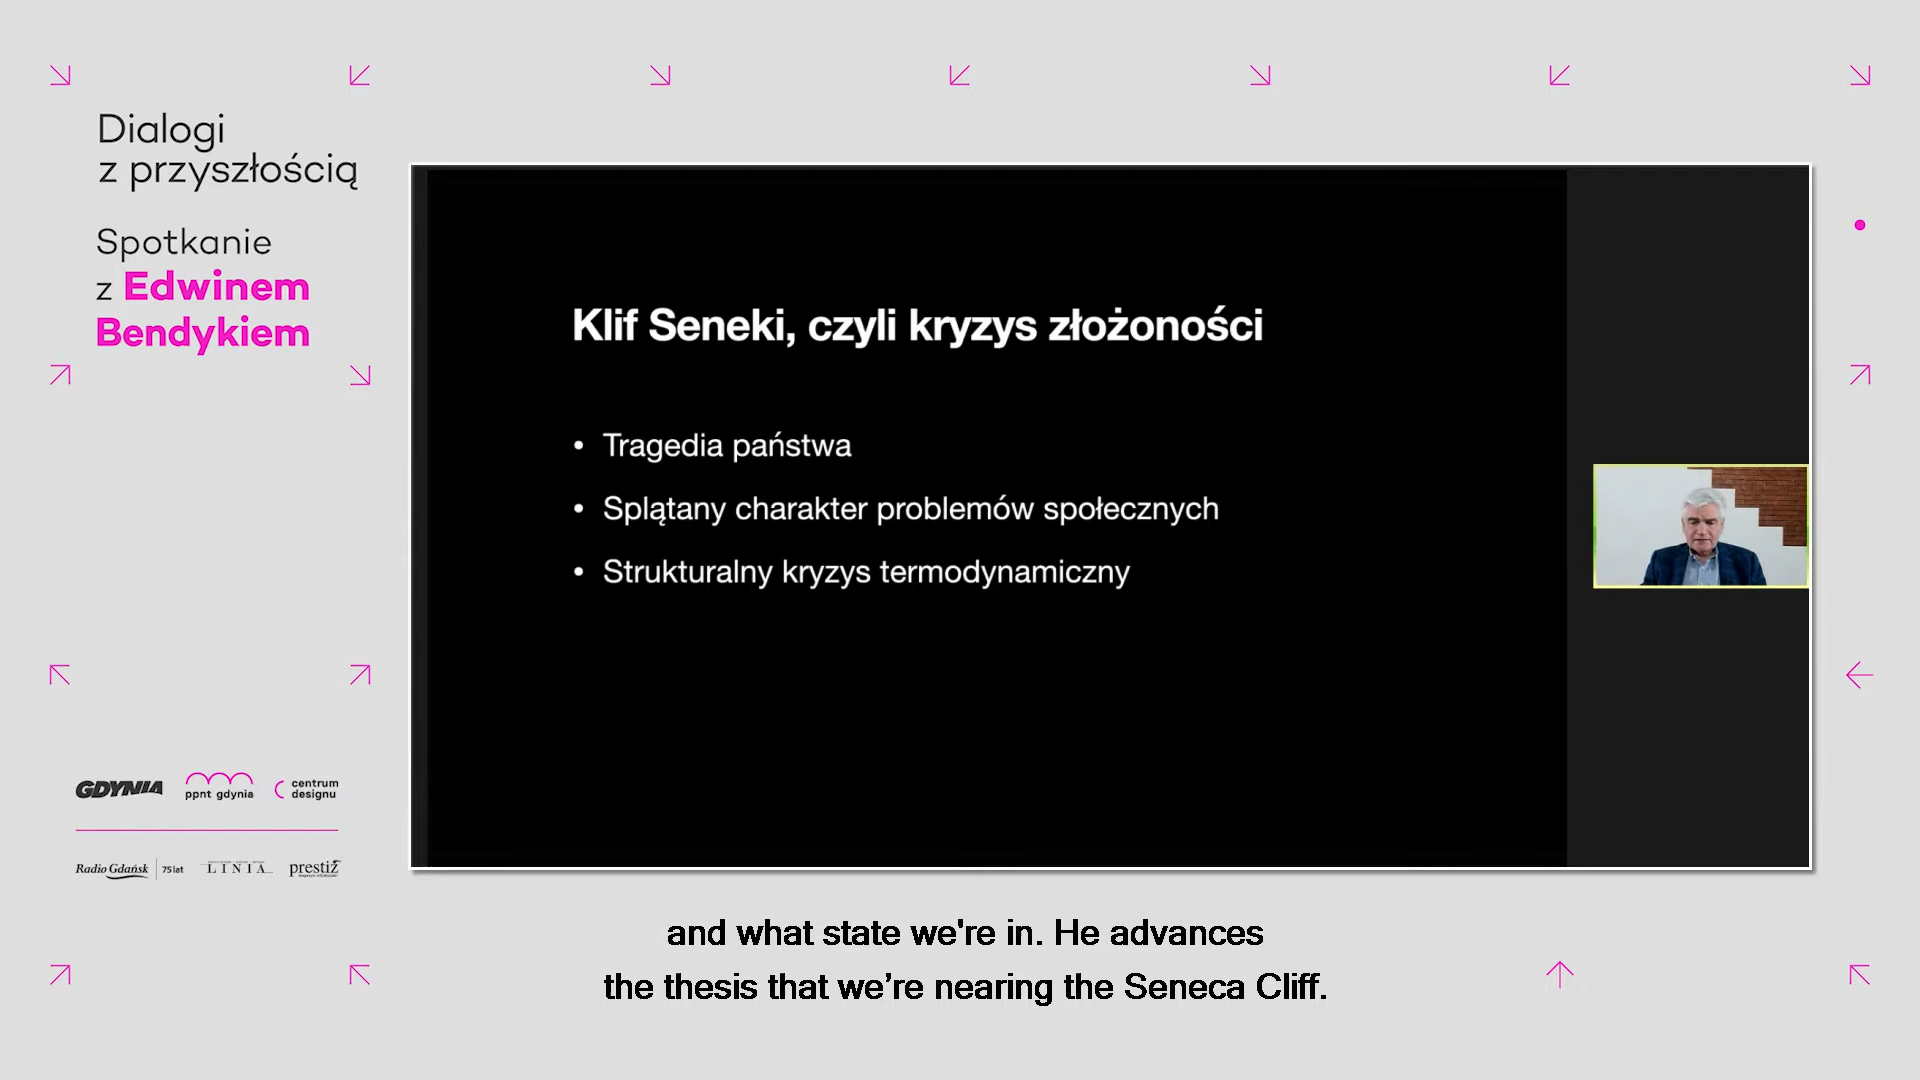 Dialogi
z przyszłością
Spotkanie
z Edwinem
Bendykiem
Klif Seneki, czyli kryzys złożoności
• Tragedia państwa
• Splątany charakter problemów społecznych
• Strukturalny kryzys termodynamiczny
GDYNIA
ppnt gdynia
centrum
designu
Radio Gdańsk 75 lat
LINIA
prestiż
and what state we're in. He advances
the thesis that we’re nearing the Seneca Cliff.